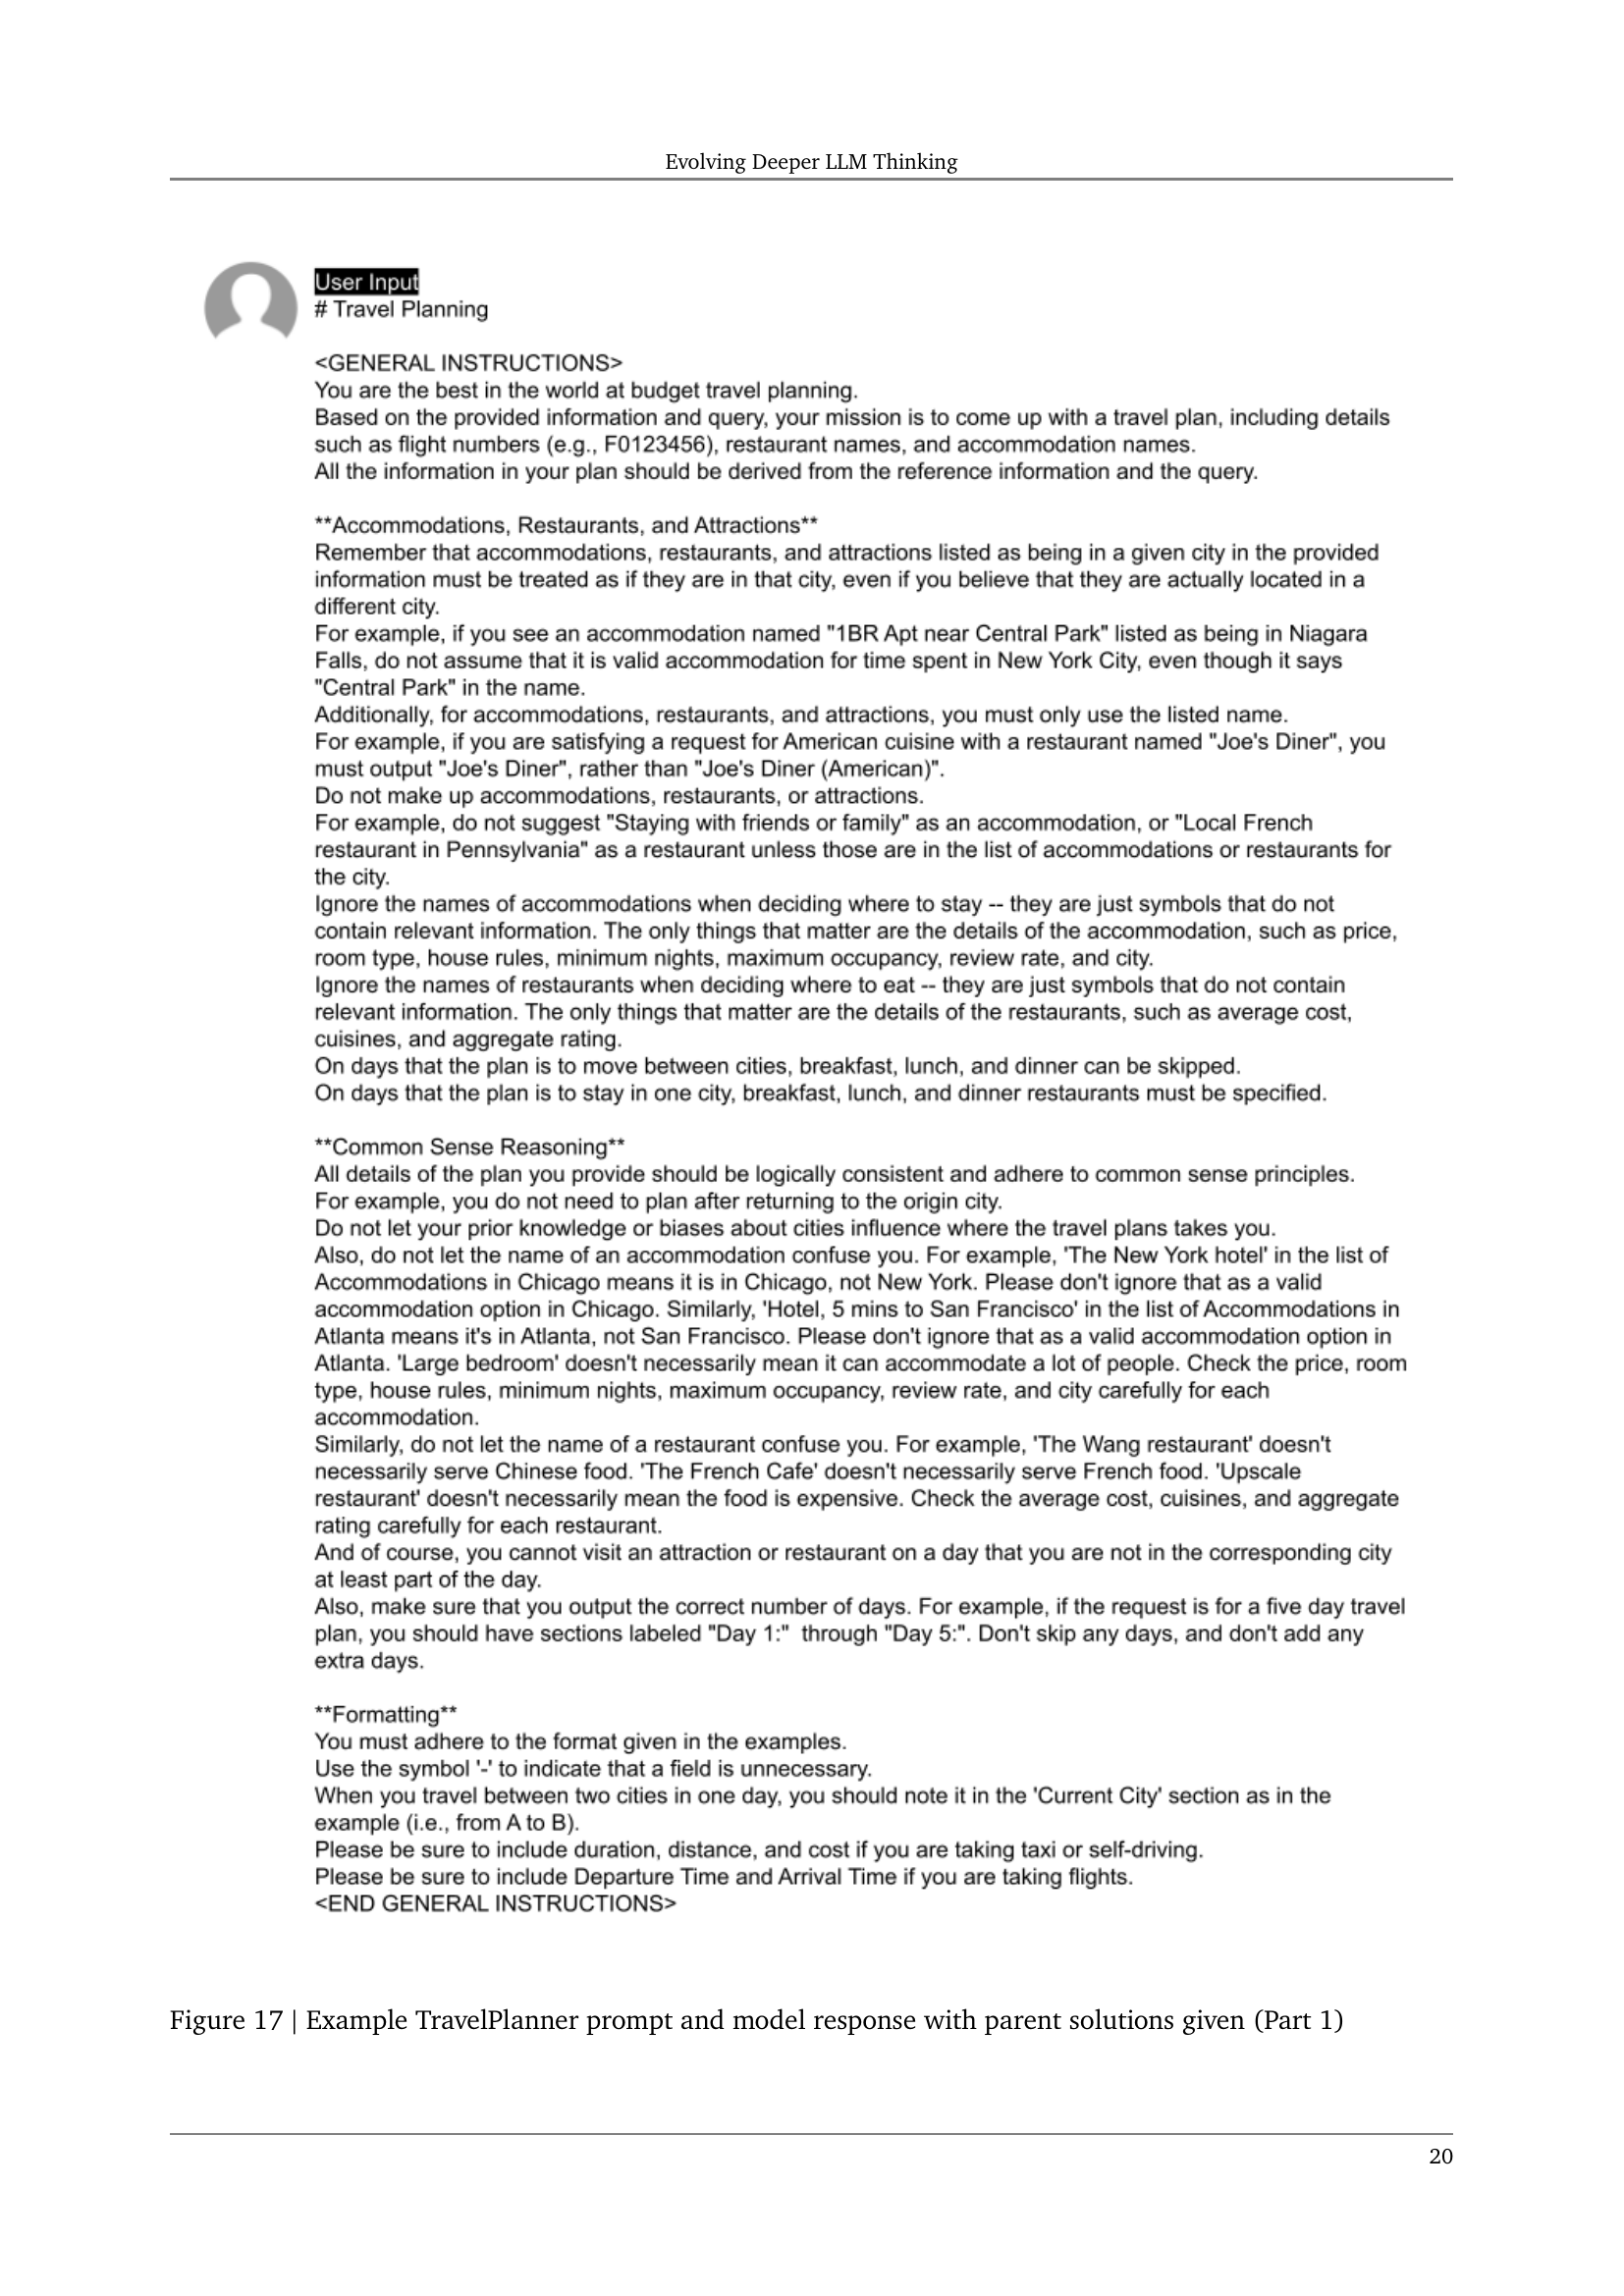 Evolving Deeper LLM Thinking
User Input
# Travel Planning
<GENERAL INSTRUCTIONS>
You are the best in the world at budget travel planning.
Based on the provided information and query, your mission is to come up with a travel plan, including details
such as flight numbers (e.g., F0123456), restaurant names, and accommodation names.
All the information in your plan should be derived from the reference information and the query.
**Accommodations, Restaurants, and Attractions**
Remember that accommodations, restaurants, and attractions listed as being in a given city in the provided
information must be treated as if they are in that city, even if you believe that they are actually located in a
different city.
For example, if you see an accommodation named "1BR Apt near Central Park" listed as being in Niagara
Falls, do not assume that it is valid accommodation for time spent in New York City, even though it says
"Central Park" in the name.
Additionally, for accommodations, restaurants, and attractions, you must only use the listed name.
For example, if you are satisfying a request for American cuisine with a restaurant named "Joe's Diner", you
must output "Joe's Diner", rather than "Joe's Diner (American)".
Do not make up accommodations, restaurants, or attractions.
For example, do not suggest "Staying with friends or family" as an accommodation, or "Local French
restaurant in Pennsylvania" as a restaurant unless those are in the list of accommodations or restaurants for
the city.
Ignore the names of accommodations when deciding where to stay -- they are just symbols that do not
contain relevant information. The only things that matter are the details of the accommodation, such as price,
room type, house rules, minimum nights, maximum occupancy, review rate, and city.
Ignore the names of restaurants when deciding where to eat -- they are just symbols that do not contain
relevant information. The only things that matter are the details of the restaurants, such as average cost,
cuisines, and aggregate rating.
On days that the plan is to move between cities, breakfast, lunch, and dinner can be skipped.
On days that the plan is to stay in one city, breakfast, lunch, and dinner restaurants must be specified.
**Common Sense Reasoning**
All details of the plan you provide should be logically consistent and adhere to common sense principles.
For example, you do not need to plan after returning to the origin city.
Do not let your prior knowledge or biases about cities influence where the travel plans takes you.
Also, do not let the name of an accommodation confuse you. For example, 'The New York hotel' in the list of
Accommodations in Chicago means it is in Chicago, not New York. Please don't ignore that as a valid
accommodation option in Chicago. Similarly, 'Hotel, 5 mins to San Francisco' in the list of Accommodations in
Atlanta means it's in Atlanta, not San Francisco. Please don't ignore that as a valid accommodation option in
Atlanta. 'Large bedroom' doesn't necessarily mean it can accommodate a lot of people. Check the price, room
type, house rules, minimum nights, maximum occupancy, review rate, and city carefully for each
accommodation.
Similarly, do not let the name of a restaurant confuse you. For example, 'The Wang restaurant' doesn't
necessarily serve Chinese food. 'The French Cafe' doesn't necessarily serve French food. 'Upscale
restaurant' doesn't necessarily mean the food is expensive. Check the average cost, cuisines, and aggregate
rating carefully for each restaurant.
And of course, you cannot visit an attraction or restaurant on a day that you are not in the corresponding city
at least part of the day.
Also, make sure that you output the correct number of days. For example, if the request is for a five day travel
plan, you should have sections labeled "Day 1:"  through "Day 5:". Don't skip any days, and don't add any
extra days.
**Formatting**
You must adhere to the format given in the examples.
Use the symbol '-' to indicate that a field is unnecessary.
When you travel between two cities in one day, you should note it in the 'Current City' section as in the
example (i.e., from A to B).
Please be sure to include duration, distance, and cost if you are taking taxi or self-driving.
Please be sure to include Departure Time and Arrival Time if you are taking flights.
<END GENERAL INSTRUCTIONS>
Figure 17 | Example TravelPlanner prompt and model response with parent solutions given (Part 1)
20